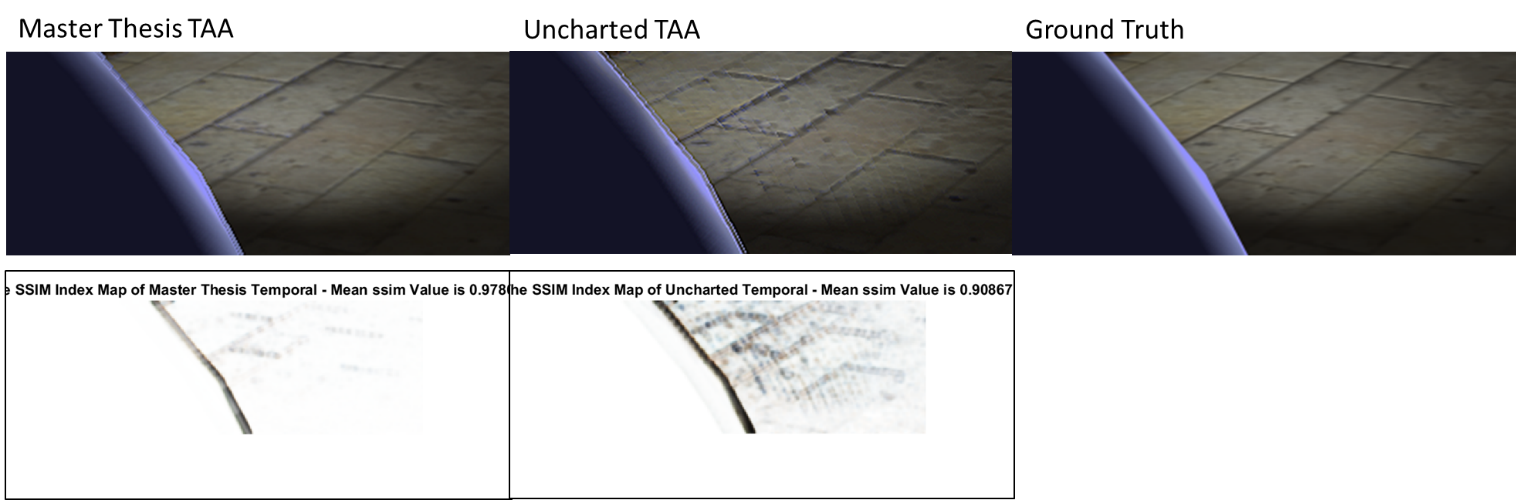 Master Thesis TAA
Uncharted TAA
Ground Truth
SSIM Index Map of Master Thesis Temporal - Mean ssim Value is 0.978
he SSIM Index Map of Uncharted Temporal - Mean ssim Value is 0.90867